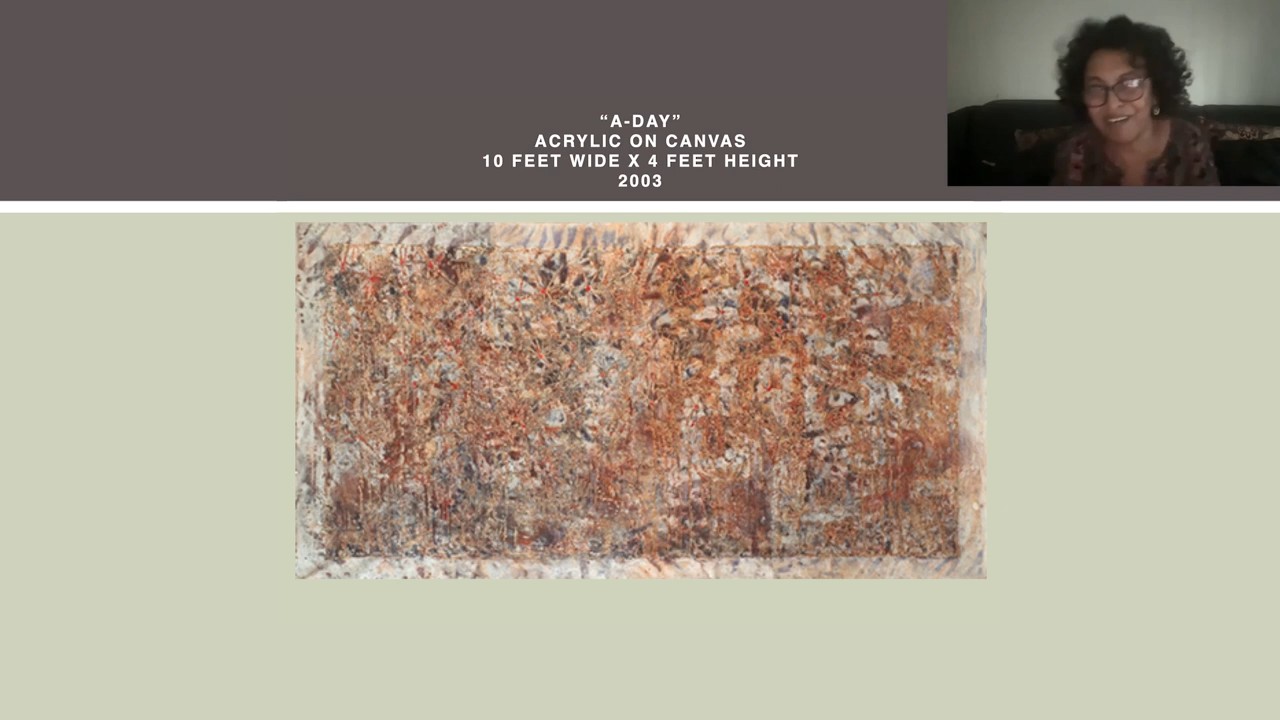 “A-DAY”
ACRYLIC ON CANVAS
10 FEET WIDE X 4 FEET HEIGHT
2003